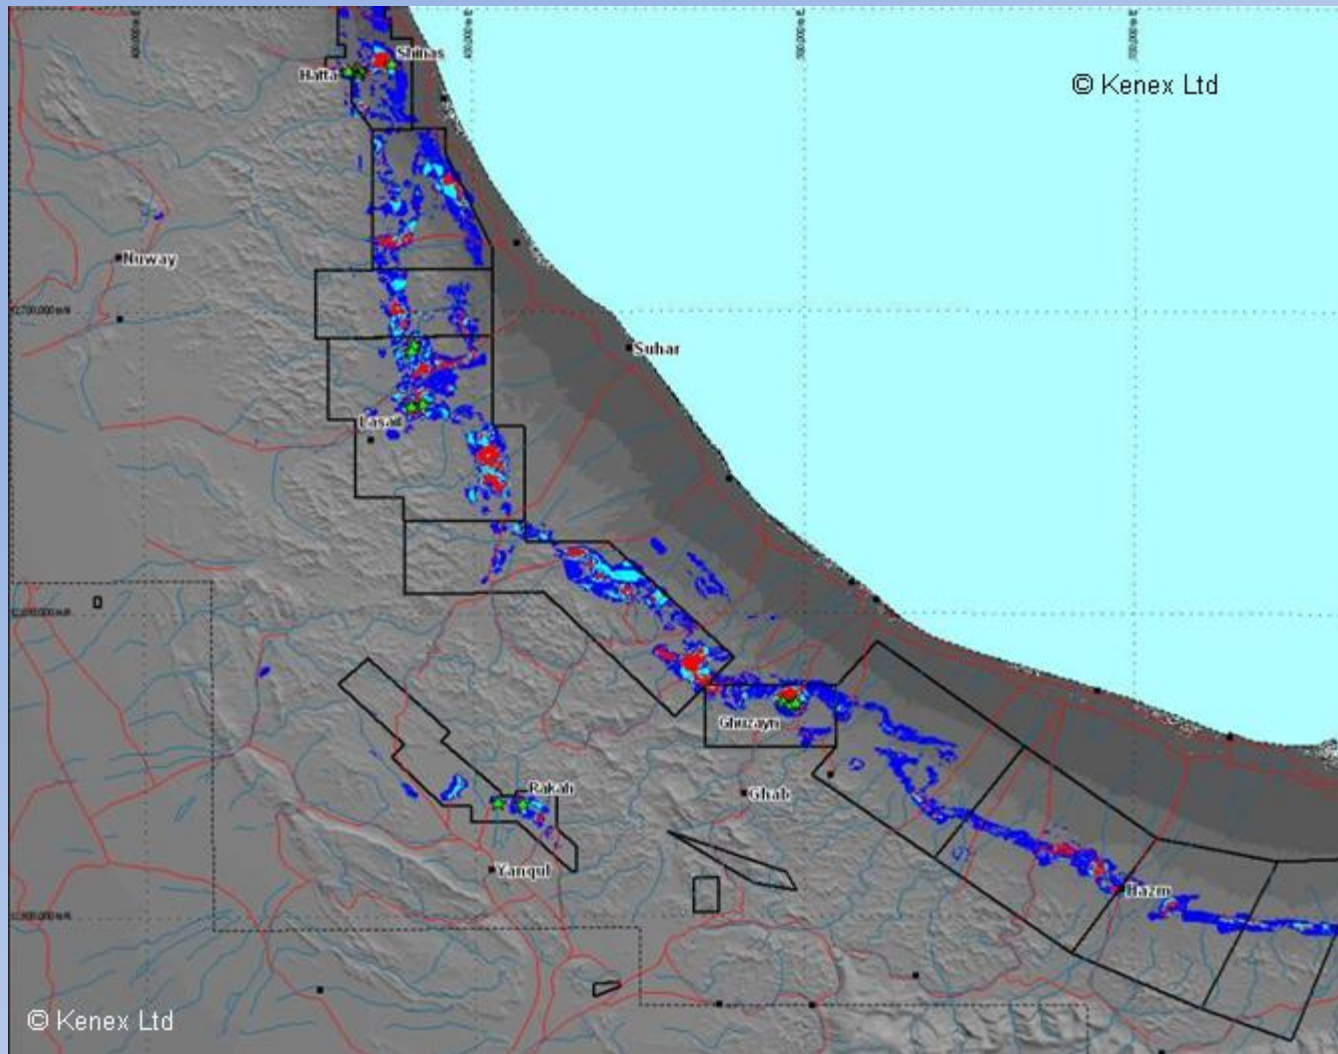 Shinas
Hatta
© Kenex Ltd
Nuway
Suhar
Lasail
Ghuzayn
Rakah
Ghab
Yanqul
Hazm
© Kenex Ltd